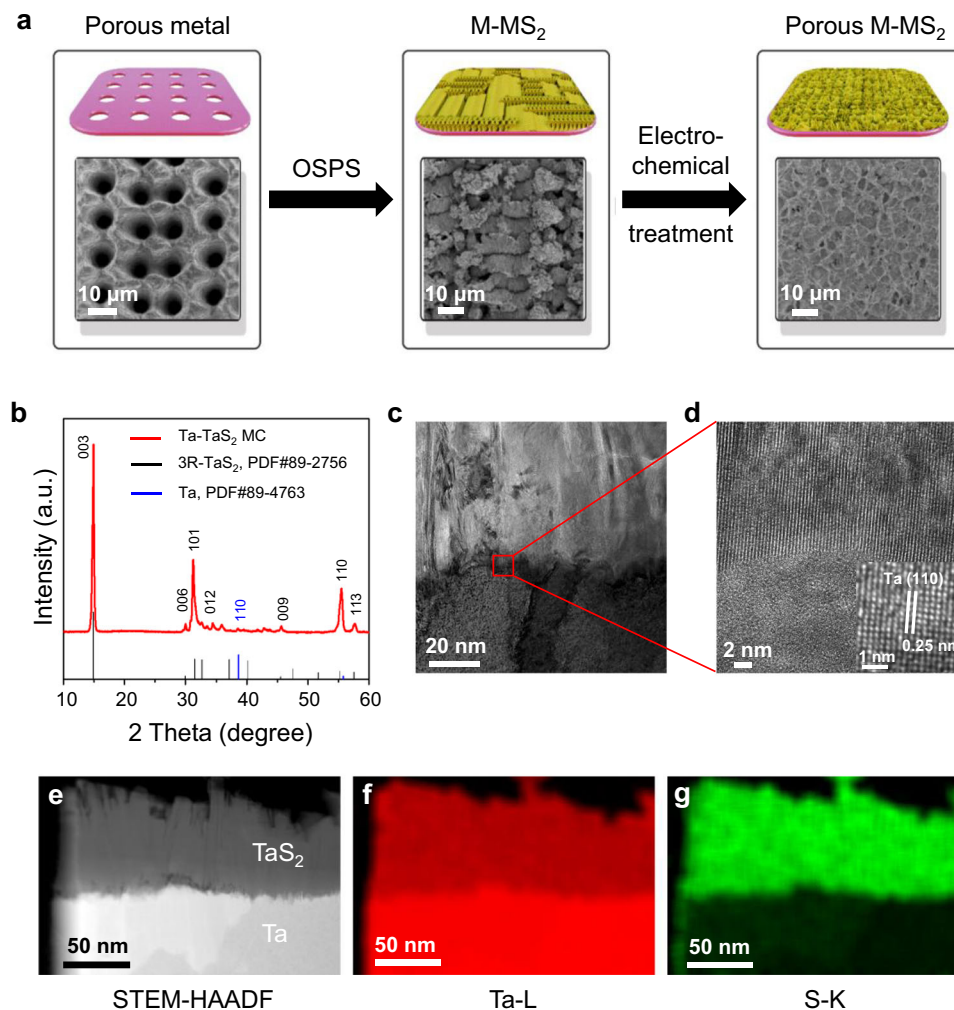 a
Porous metal
M-MS₂
Porous M-MS₂
OSPS
Electro-
chemical
treatment
10 μm
10 μm
10 μm
b
Ta-TaS₂ MC
3R-TaS₂, PDF#89-2756
Ta, PDF#89-4763
003
006
101
012
110
009
110
113
Intensity (a.u.)
10 20 30 40 50 60
2 Theta (degree)
c
20 nm
d
Ta (110)
0.25 nm
1 nm
2 nm
e
TaS₂
Ta
50 nm
STEM-HAADF
f
50 nm
Ta-L
g
50 nm
S-K